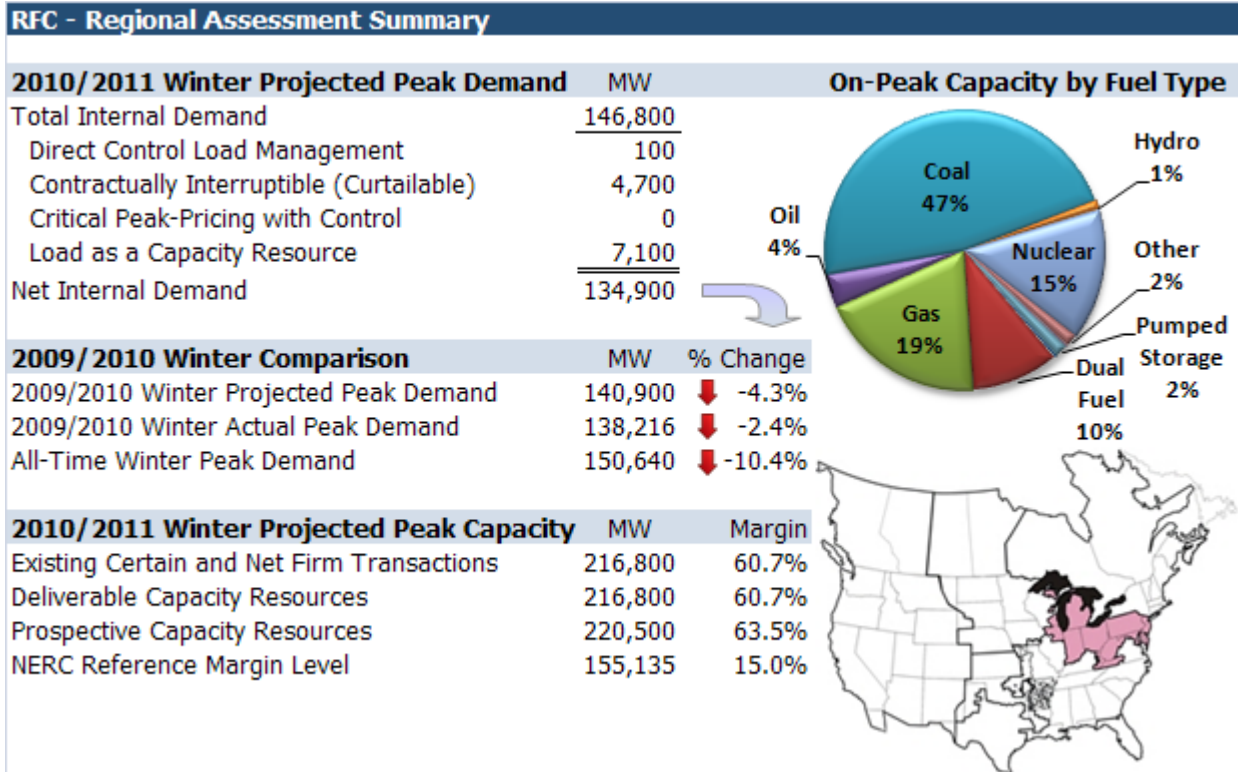 RFC - Regional Assessment Summary
2010/2011 Winter Projected Peak Demand MW
Total Internal Demand 146,800
Direct Control Load Management 100
Contractually Interruptible (Curtailable) 4,700
Critical Peak-Pricing with Control 0
Load as a Capacity Resource 7,100
Net Internal Demand 134,900
2009/2010 Winter Comparison MW % Change
2009/2010 Winter Projected Peak Demand 140,900 -4.3%
2009/2010 Winter Actual Peak Demand 138,216 -2.4%
All-Time Winter Peak Demand 150,640 -10.4%
2010/2011 Winter Projected Peak Capacity MW Margin
Existing Certain and Net Firm Transactions 216,800 60.7%
Deliverable Capacity Resources 216,800 60.7%
Prospective Capacity Resources 220,500 63.5%
NERC Reference Margin Level 155,135 15.0%
On-Peak Capacity by Fuel Type
Coal
47%
Hydro
1%
Nuclear
15%
Other
2%
Pumped
Storage
2%
Dual
Fuel
10%
Gas
19%
Oil
4%